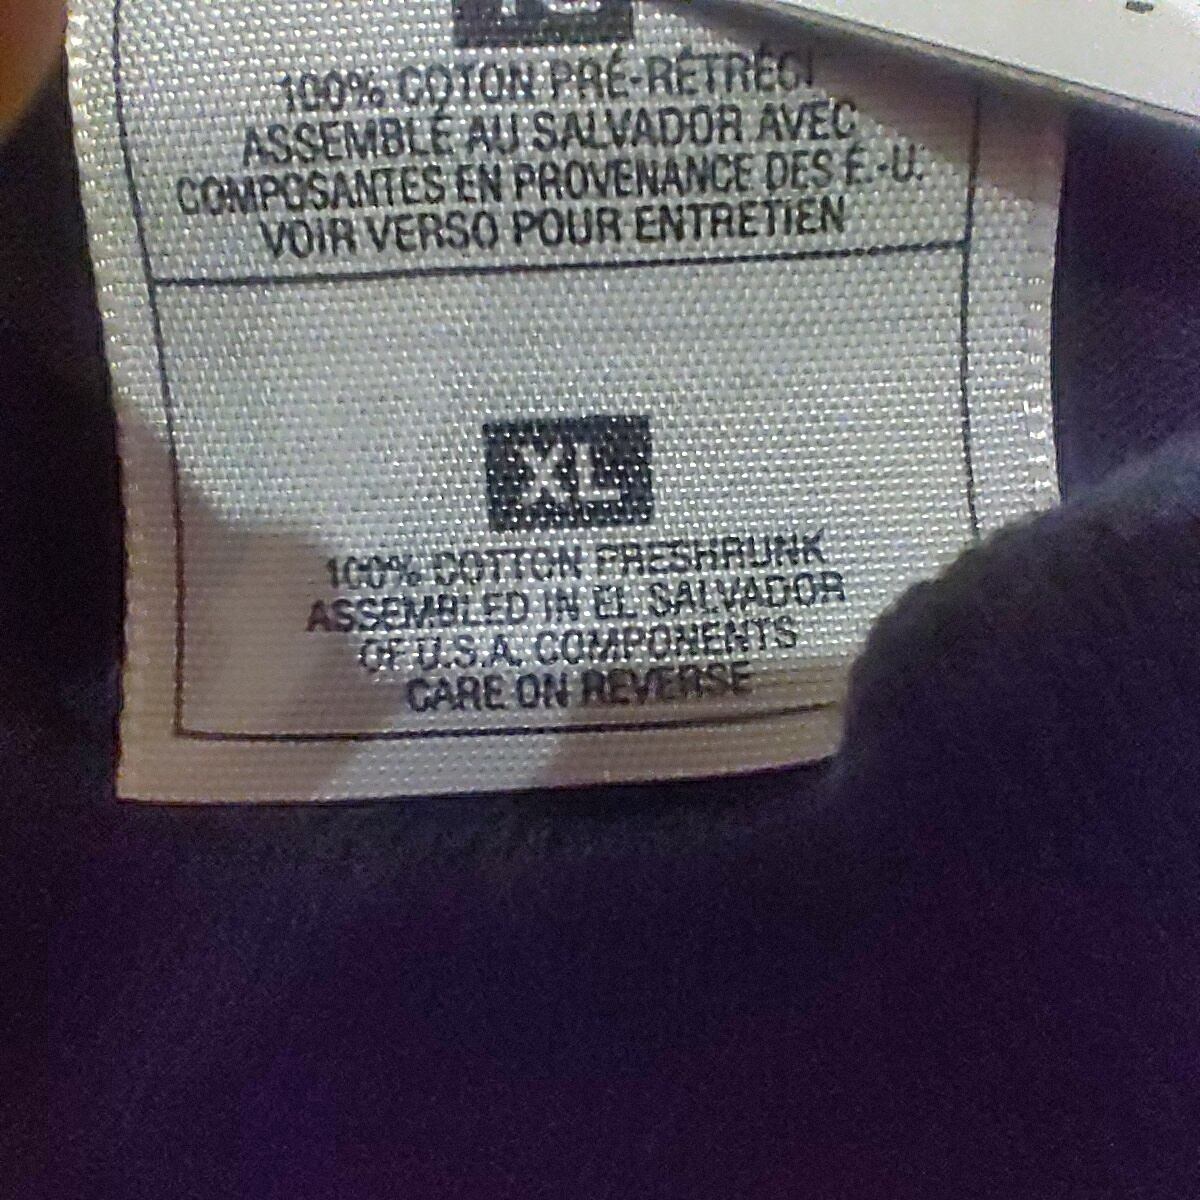 100% COTON PRÉ-RÉTRÉCI
ASSEMBLÉ AU SALVADOR AVEC
COMPOSANTES EN PROVENANCE DES É.-U.
VOIR VERSO POUR ENTRETIEN
XL
100% COTTON PRESHRUNK
ASSEMBLED IN EL SALVADOR
OF U.S.A. COMPONENTS
CARE ON REVERSE